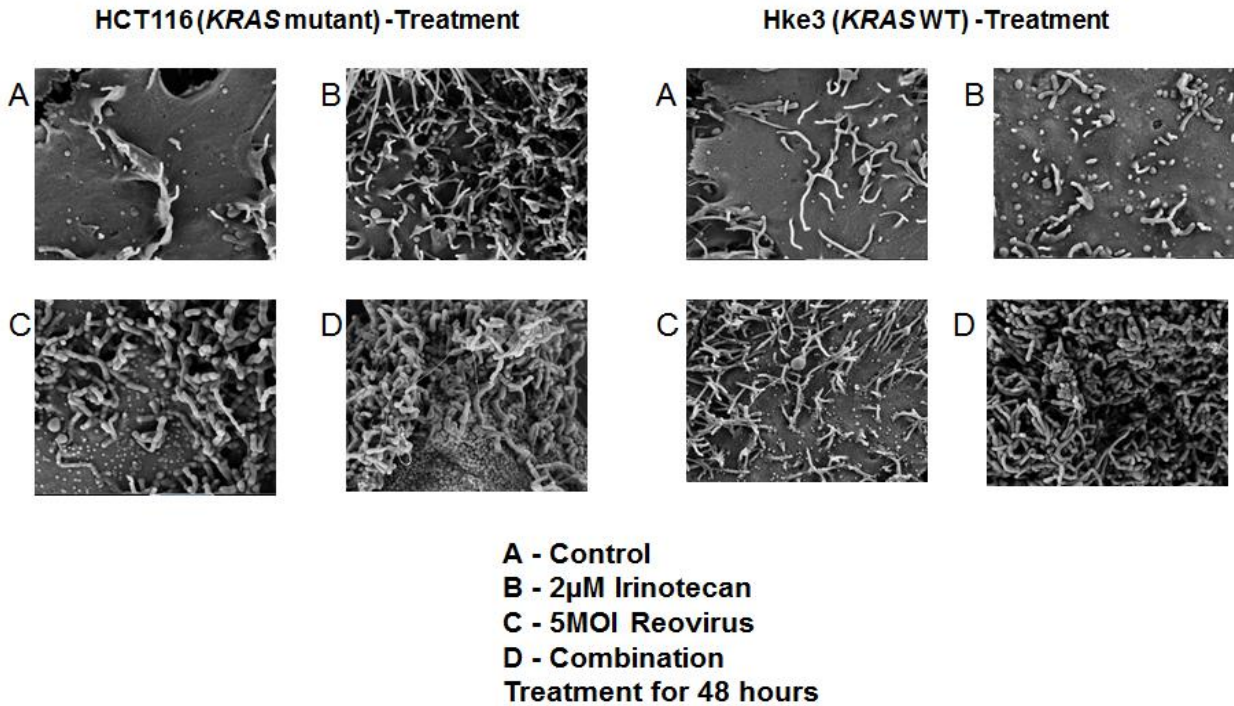 HCT116 (KRAS mutant) -Treatment
Hke3 (KRAS WT) -Treatment
A
B
A
B
C
D
C
D
A - Control
B - 2µM Irinotecan
C - 5MOI Reovirus
D - Combination
Treatment for 48 hours